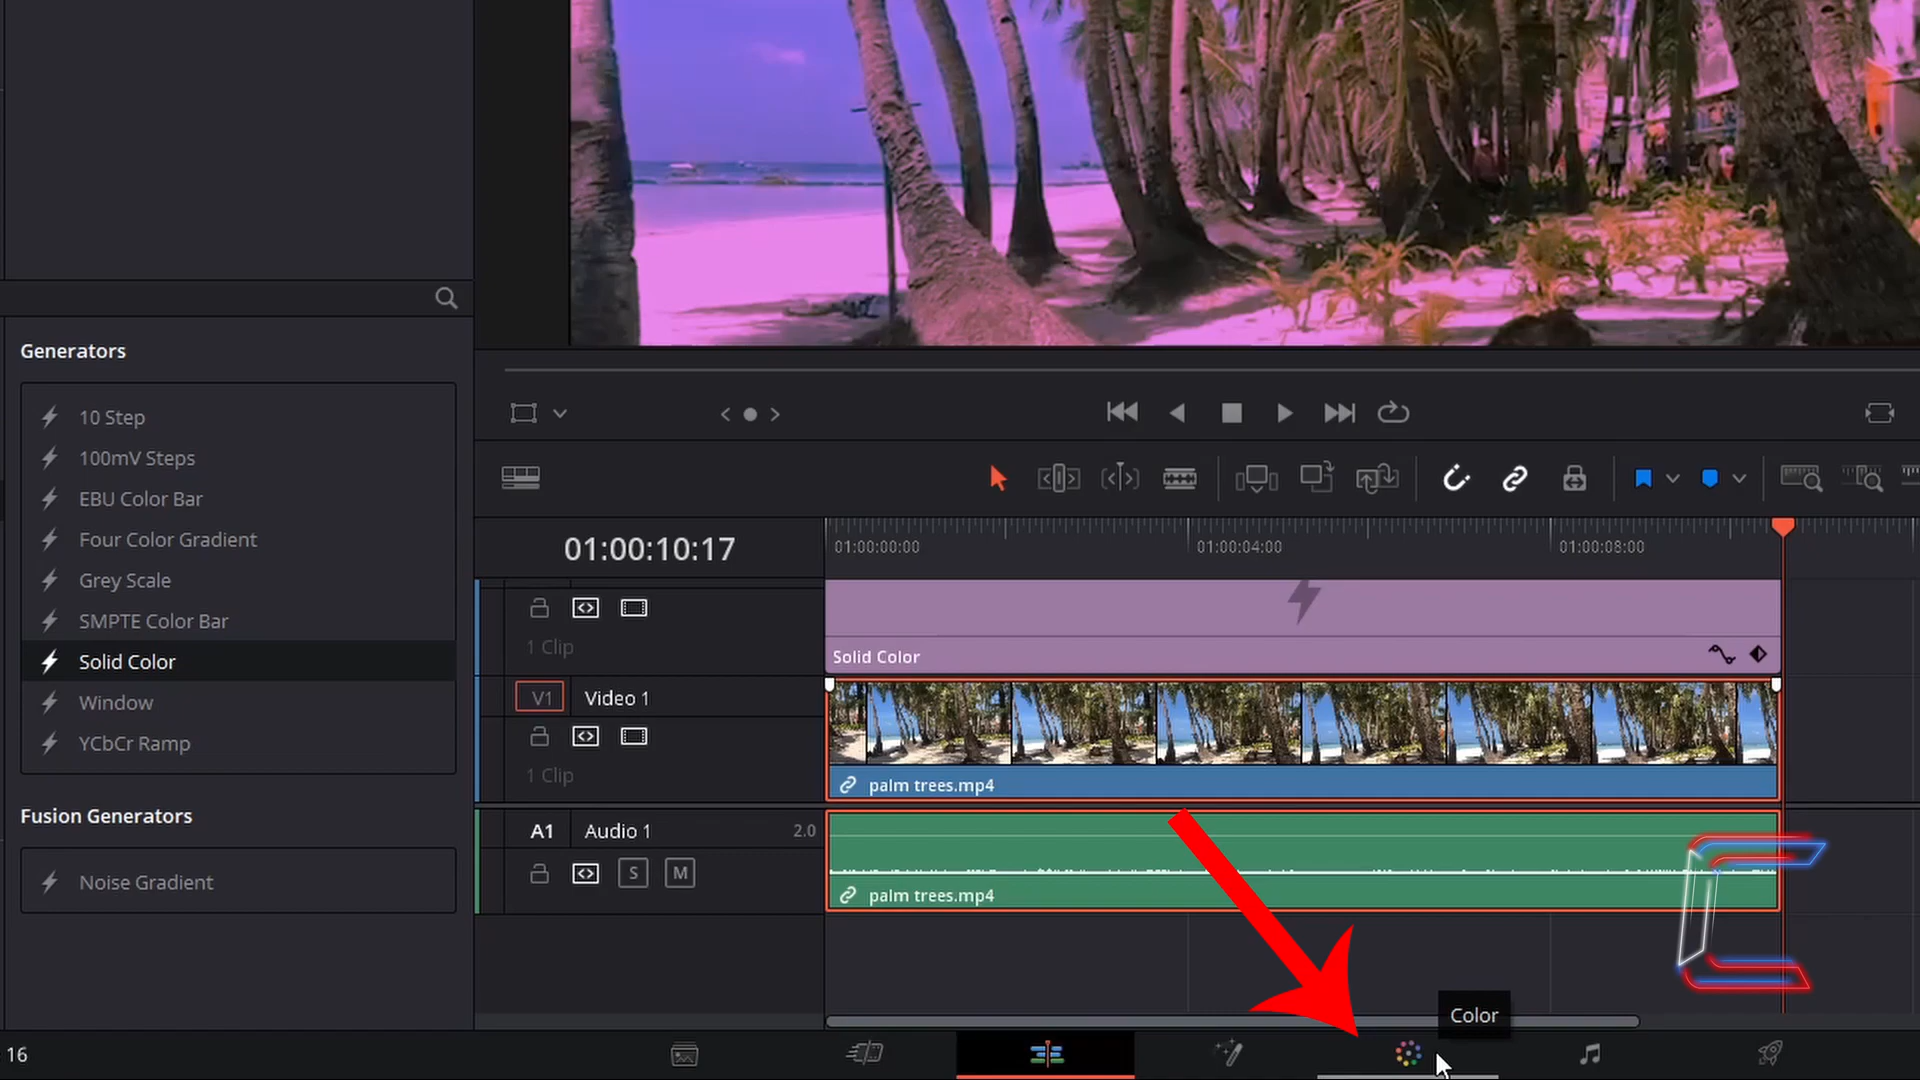 Generators
10 Step
100mV Steps
EBU Color Bar
Four Color Gradient
Grey Scale
SMPTE Color Bar
Solid Color
Window
YCbCr Ramp
Fusion Generators
Noise Gradient
16
01:00:10:17
01:00:00:00
01:00:04:00
01:00:08:00
1 Clip
Solid Color
V1
Video 1
1 Clip
palm trees.mp4
A1
Audio 1
2.0
S
M
palm trees.mp4
Color